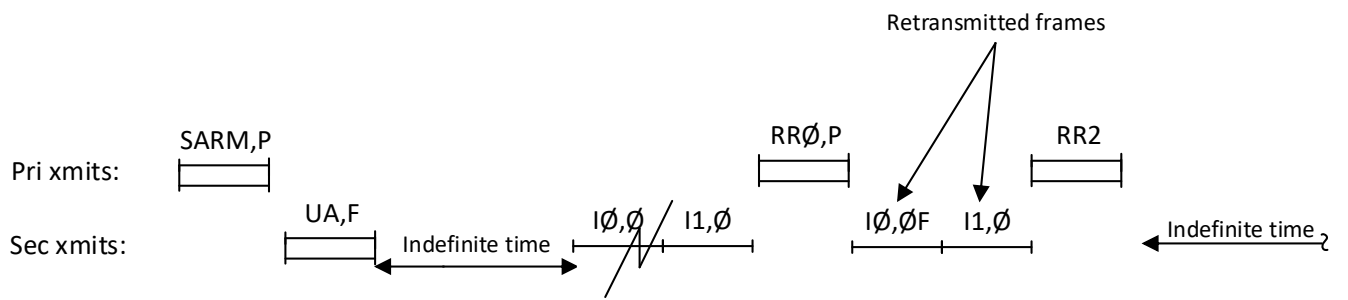 Retransmitted frames
SARM,P
RRØ,P
RR2
Pri xmits:
UA,F
IØ,Ø
I1,Ø
IØ,ØF
I1,Ø
Indefinite time
Sec xmits:
Indefinite time